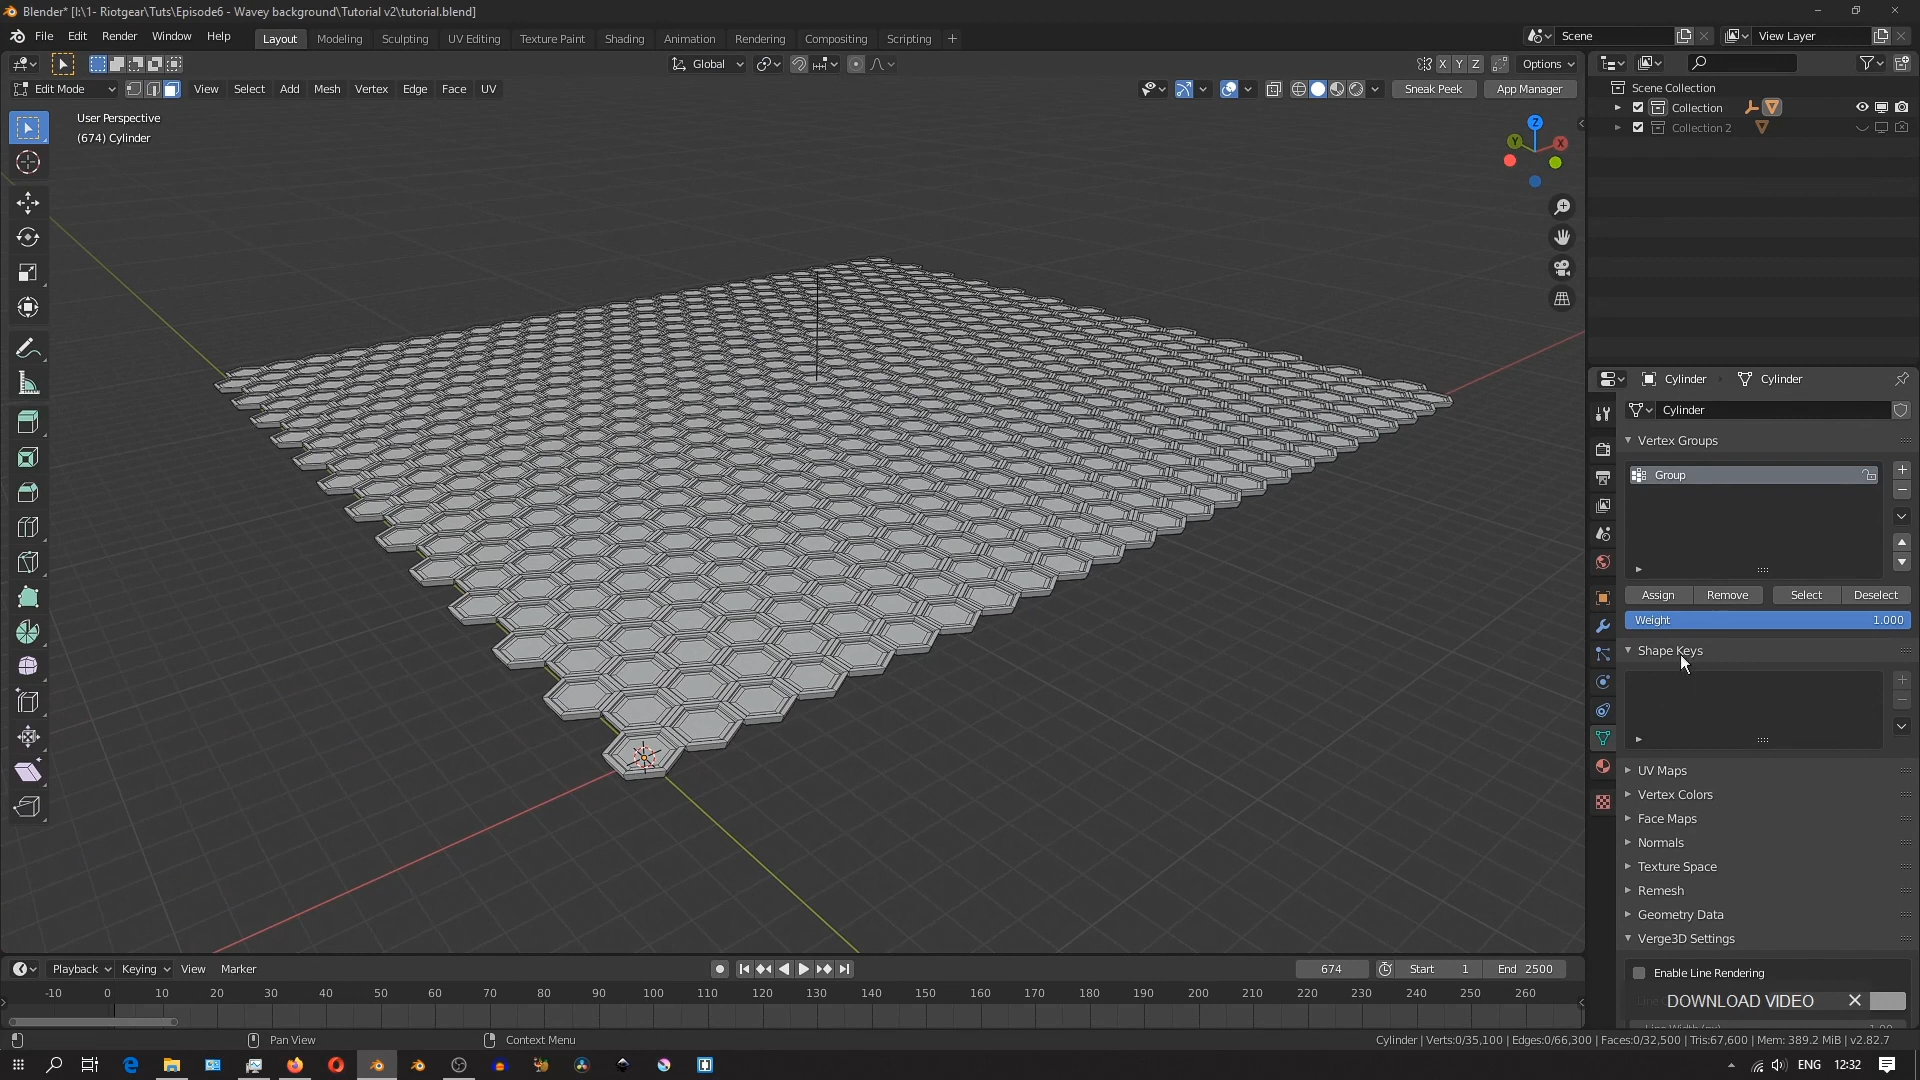 Blender* [I:\1- Riotgear\Tuts\Episode6 - Wavey background\Tutorial v2\tutorial.blend]
File Edit Render Window Help Layout Modeling Sculpting UV Editing Texture Paint Shading Animation Rendering Compositing Scripting + Scene View Layer
Global X Y Z Options
Edit Mode View Select Add Mesh Vertex Edge Face UV Sneak Peek App Manager
User Perspective
(674) Cylinder
Z
Y
X
Scene Collection
Collection
Collection 2
Cylinder Cylinder
Cylinder
Vertex Groups
Group
Assign Remove Select Deselect
Weight 1.000
Shape Keys
UV Maps
Vertex Colors
Face Maps
Normals
Texture Space
Remesh
Geometry Data
Verge3D Settings
Enable Line Rendering
DOWNLOAD VIDEO
Playback Keying View Marker 674 Start 1 End 2500
-10 0 10 20 30 40 50 60 70 80 90 100 110 120 130 140 150 160 170 180 190 200 210 220 230 240 250 260
Pan View Context Menu Cylinder | Verts:0/35,100 | Edges:0/66,300 | Faces:0/32,500 | Tris:67,600 | Mem: 389.2 MiB | v2.82.7
ENG 12:32